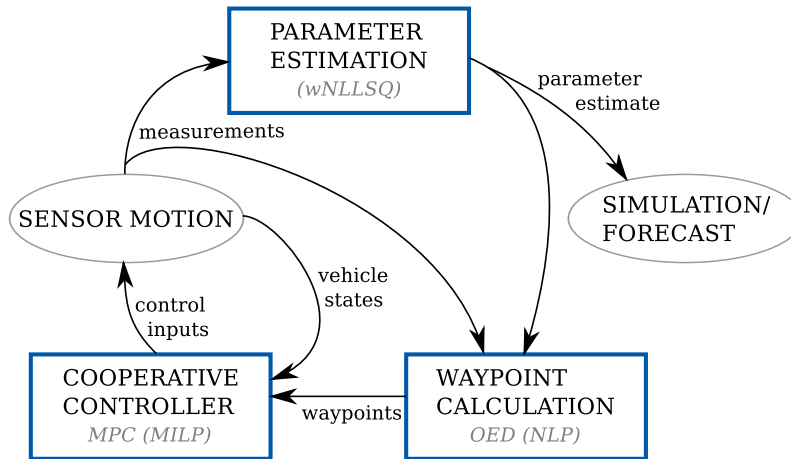 PARAMETER
ESTIMATION
(wNLLSQ)
parameter
estimate
measurements
SENSOR MOTION
SIMULATION/
FORECAST
vehicle
states
control
inputs
COOPERATIVE
CONTROLLER
MPC (MILP)
waypoints
WAYPOINT
CALCULATION
OED (NLP)